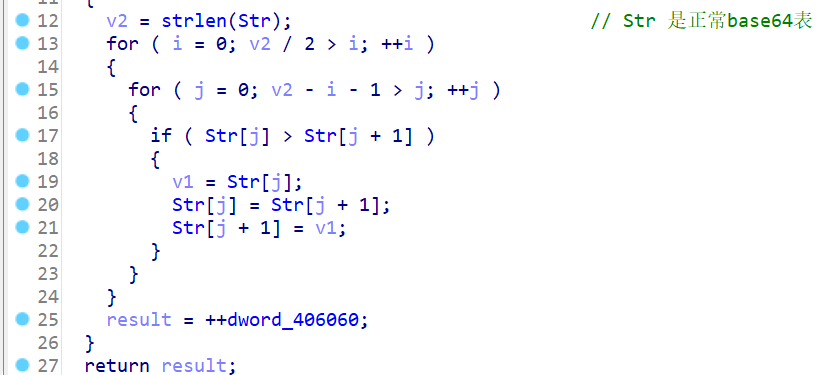 12 v2 = strlen(Str); // Str 是正常base64表
13 for ( i = 0; v2 / 2 > i; ++i )
14 {
15 for ( j = 0; v2 - i - 1 > j; ++j )
16 {
17 if ( Str[j] > Str[j + 1] )
18 {
19 v1 = Str[j];
20 Str[j] = Str[j + 1];
21 Str[j + 1] = v1;
22 }
23 }
24 }
25 result = ++dword_406060;
26 }
27 return result;